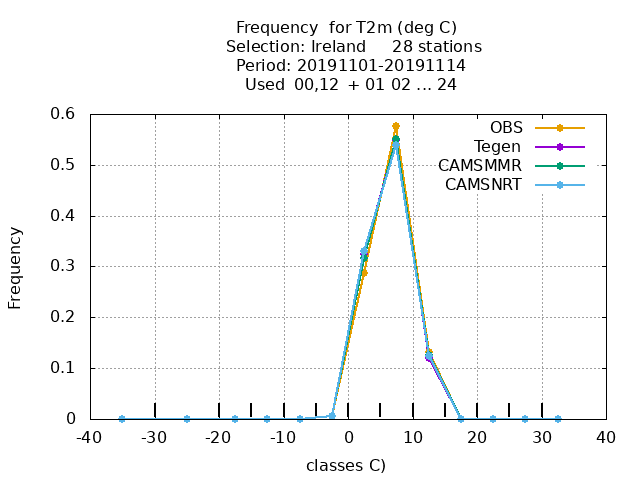 Frequency for T2m (deg C)
Selection: Ireland 28 stations
Period: 20191101-20191114
Used 00,12 + 01 02 ... 24
0.6
0.5
0.4
0.3
0.2
0.1
0
Frequency
OBS
Tegen
CAMSMMR
CAMSNRT
-40 -30 -20 -10 0 10 20 30 40
classes C)